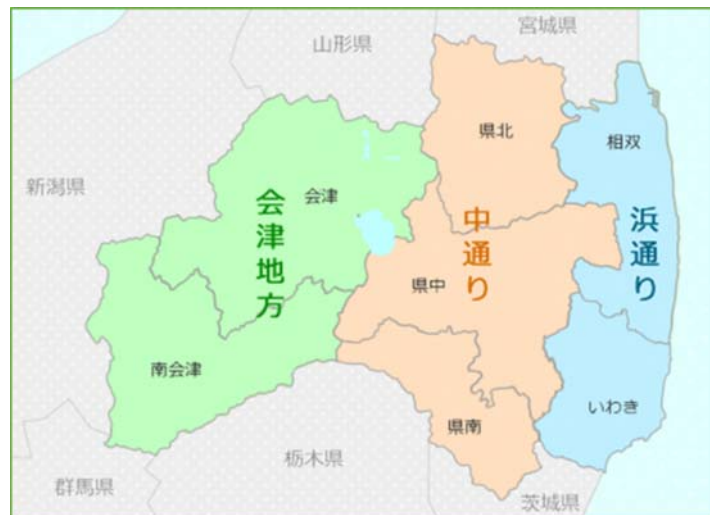 宮城県
山形県
県北
相双
新潟県
会津
会津地方
中通り
浜通り
県中
南会津
いわき
県南
栃木県
群馬県
茨城県